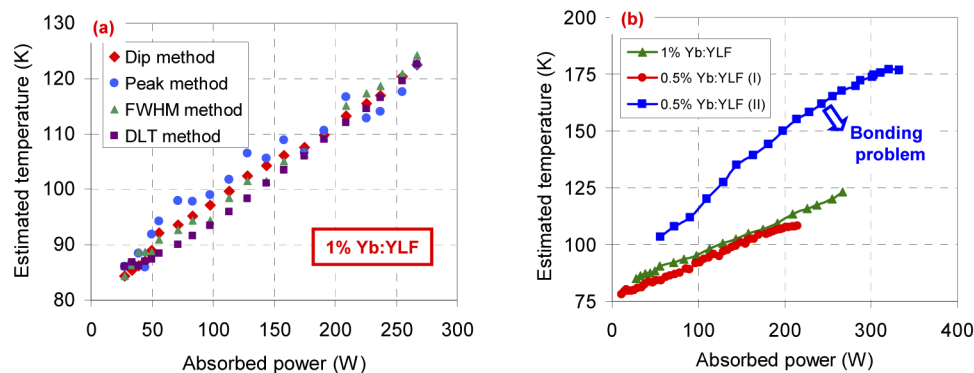 (a)
130
120
110
100
90
80
0
50
100
150
200
250
300
Estimated temperature (K)
Absorbed power (W)
Dip method
Peak method
FWHM method
DLT method
1% Yb:YLF
(b)
200
175
150
125
100
75
0
100
200
300
400
Estimated temperature (K)
Absorbed power (W)
1% Yb:YLF
0.5% Yb:YLF (I)
0.5% Yb:YLF (II)
Bonding
problem